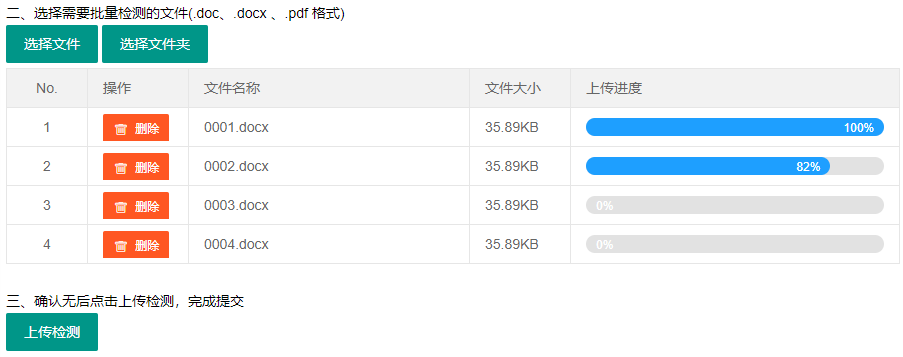 二、选择需要批量检测的文件(.doc、.docx 、.pdf 格式)
选择文件 选择文件夹
No. 操作 文件名称 文件大小 上传进度
1 删除 0001.docx 35.89KB 100%
2 删除 0002.docx 35.89KB 82%
3 删除 0003.docx 35.89KB 0%
4 删除 0004.docx 35.89KB 0%
三、确认无后点击上传检测，完成提交
上传检测